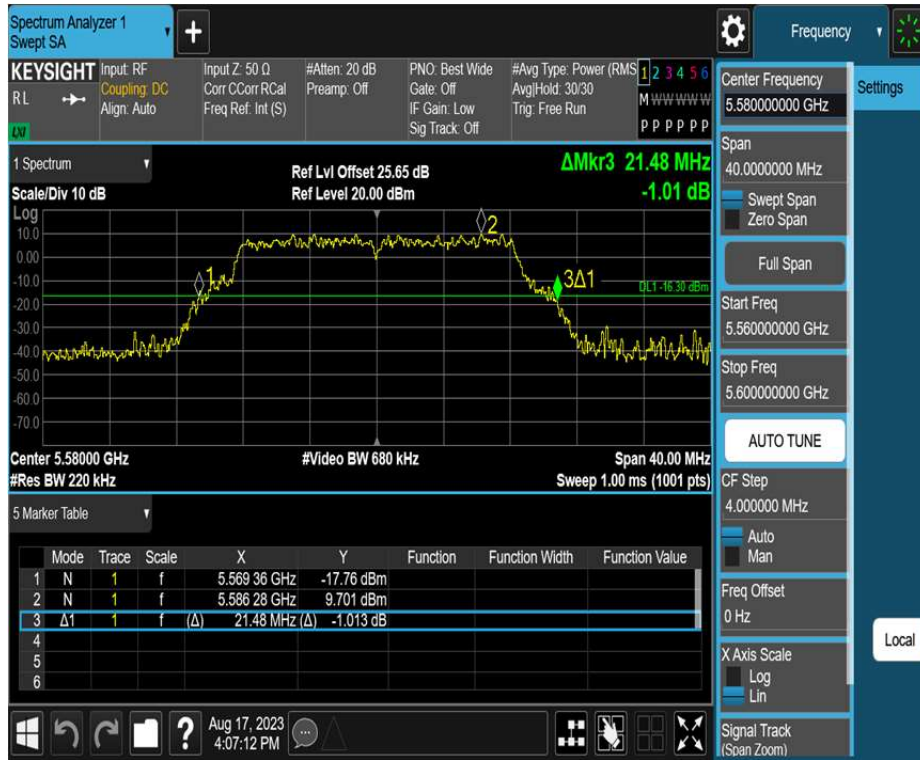 Spectrum Analyzer 1
Swept SA
+
Frequency
KEYSIGHT
RL
LXI
Input: RF
Coupling: DC
Align: Auto
Input Z: 50 Ω
Corr CCorr RCal
Freq Ref: Int (S)
#Atten: 20 dB
Preamp: Off
PNO: Best Wide
Gate: Off
IF Gain: Low
Sig Track: Off
#Avg Type: Power (RMS
Avg|Hold: 30/30
Trig: Free Run
1 2 3 4 5 6
M W W W W W
P P P P P P
1 Spectrum
Scale/Div 10 dB
Ref Lvl Offset 25.65 dB
Ref Level 20.00 dBm
ΔMkr3 21.48 MHz
-1.01 dB
Log
10.0
0.00
-10.0
-20.0
-30.0
-40.0
-50.0
-60.0
-70.0
1
2
3Δ1
DL1 -16.30 dBm
Center 5.58000 GHz
#Video BW 680 kHz
Span 40.00 MHz
#Res BW 220 kHz
Sweep 1.00 ms (1001 pts)
5 Marker Table
Mode Trace Scale X Y Function Function Width Function Value
1 N 1 f 5.569 36 GHz -17.76 dBm
2 N 1 f 5.586 28 GHz 9.701 dBm
3 Δ1 1 f (Δ) 21.48 MHz (Δ) -1.013 dB
4
5
6
?
Aug 17, 2023
4:07:12 PM
Center Frequency
5.580000000 GHz
Span
40.0000000 MHz
Swept Span
Zero Span
Full Span
Start Freq
5.560000000 GHz
Stop Freq
5.600000000 GHz
AUTO TUNE
CF Step
4.000000 MHz
Auto
Man
Freq Offset
0 Hz
X Axis Scale
Log
Lin
Signal Track
(Span Zoom)
Settings
Local